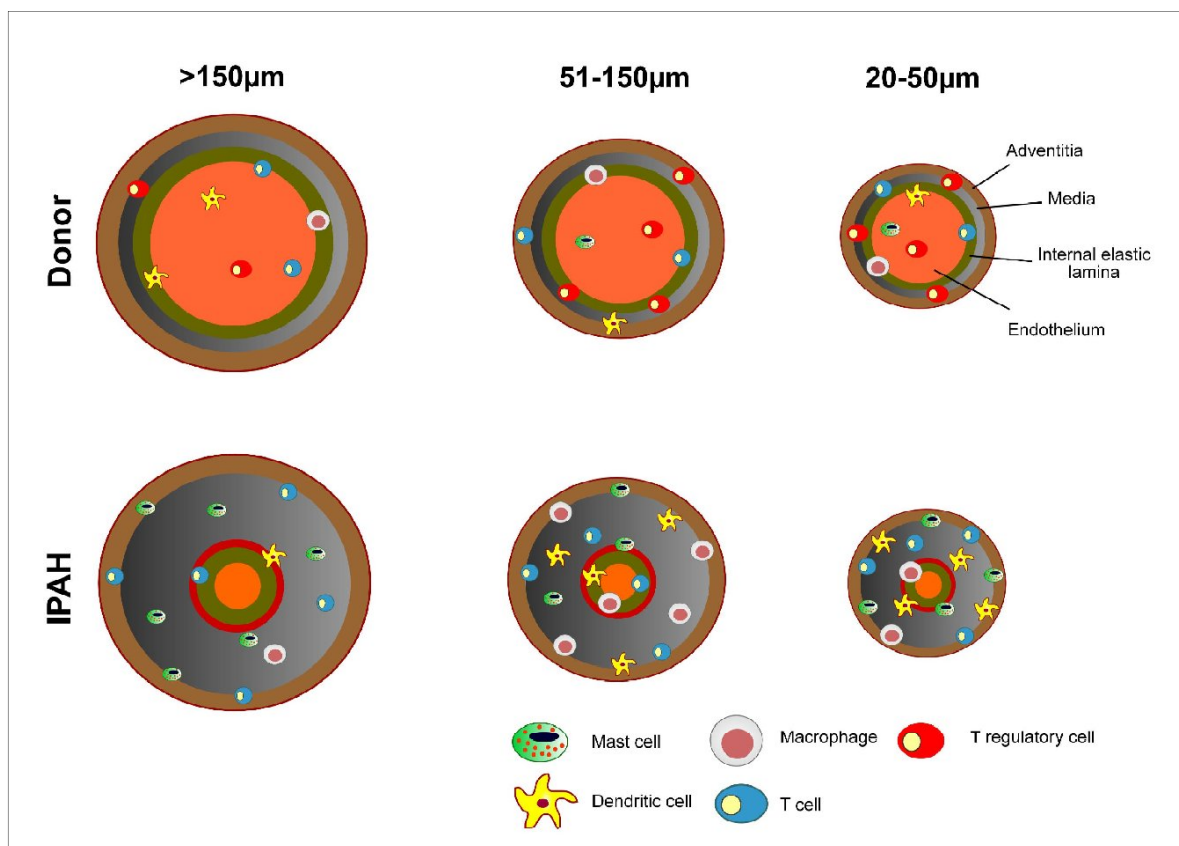 >150µm
51-150µm
20-50µm
Donor
Adventitia
Media
Internal elastic
lamina
Endothelium
IPAH
Mast cell
Macrophage
T regulatory cell
Dendritic cell
T cell